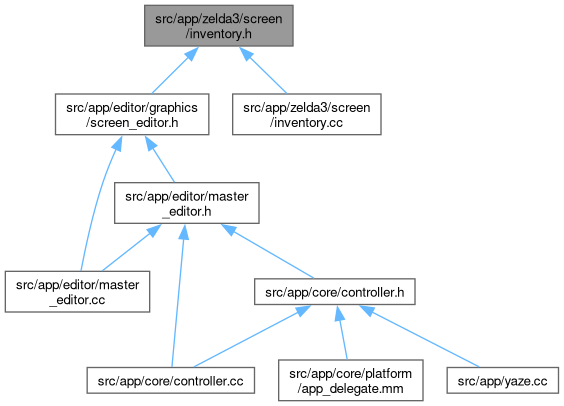 src/app/zelda3/screen
/inventory.h
src/app/editor/graphics
/screen_editor.h
src/app/zelda3/screen
/inventory.cc
src/app/editor/master
_editor.h
src/app/editor/master
_editor.cc
src/app/core/controller.h
src/app/core/controller.cc
src/app/core/platform
/app_delegate.mm
src/app/yaze.cc